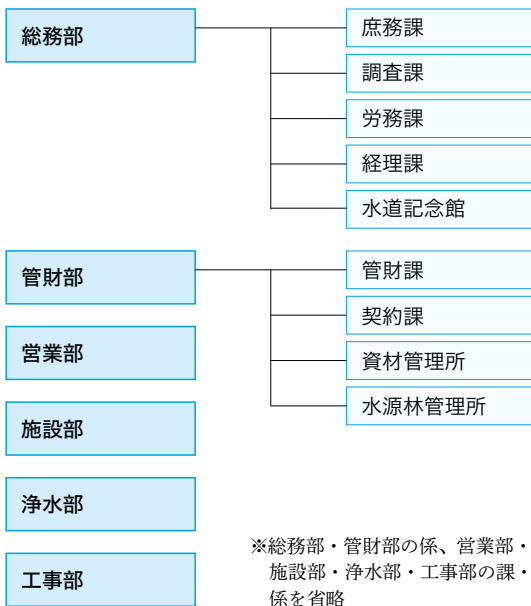 総務部
庶務課
調査課
労務課
経理課
水道記念館
管財部
管財課
契約課
資材管理所
水源林管理所
営業部
施設部
浄水部
工事部
※総務部・管財部の係、営業部・
施設部・浄水部・工事部の課・
係を省略